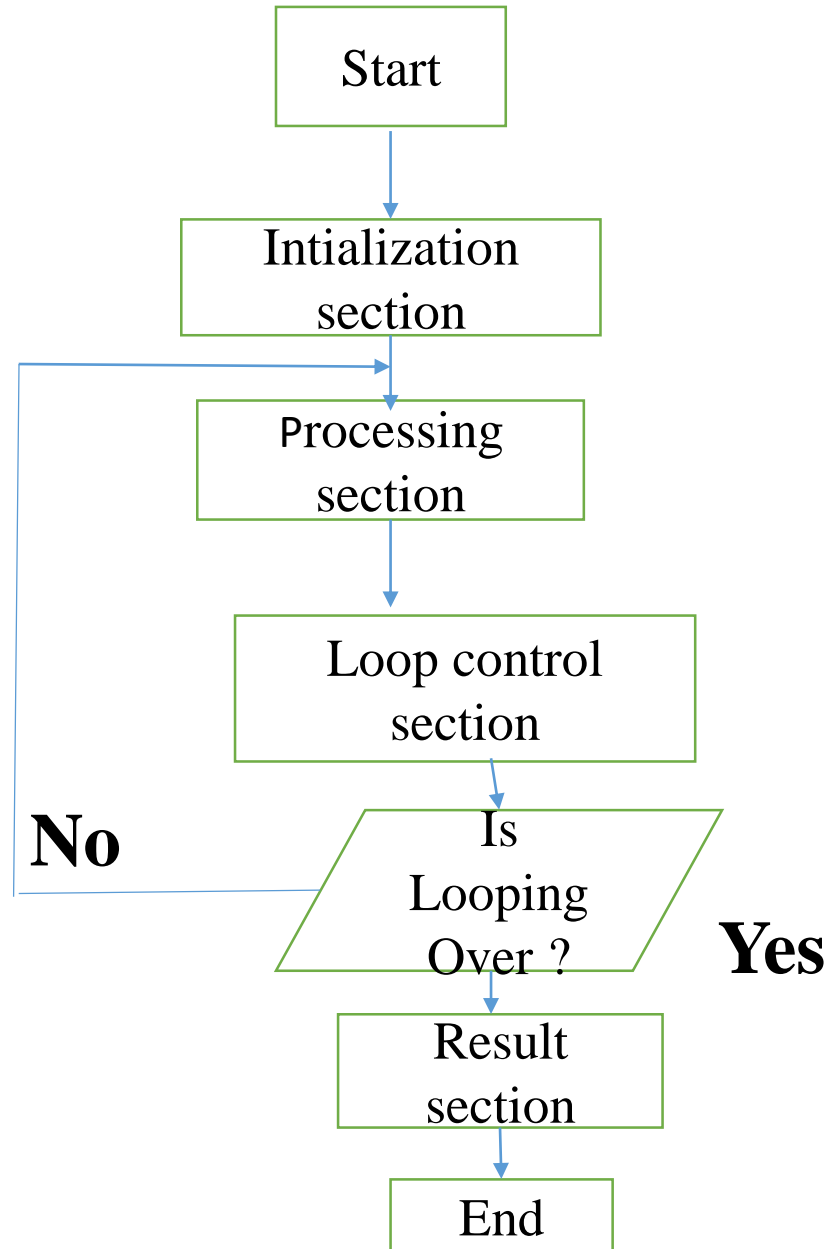 Start
Intialization
section
Processing
section
Loop control
section
No
Is
Looping
Over ?
Yes
Result
section
End